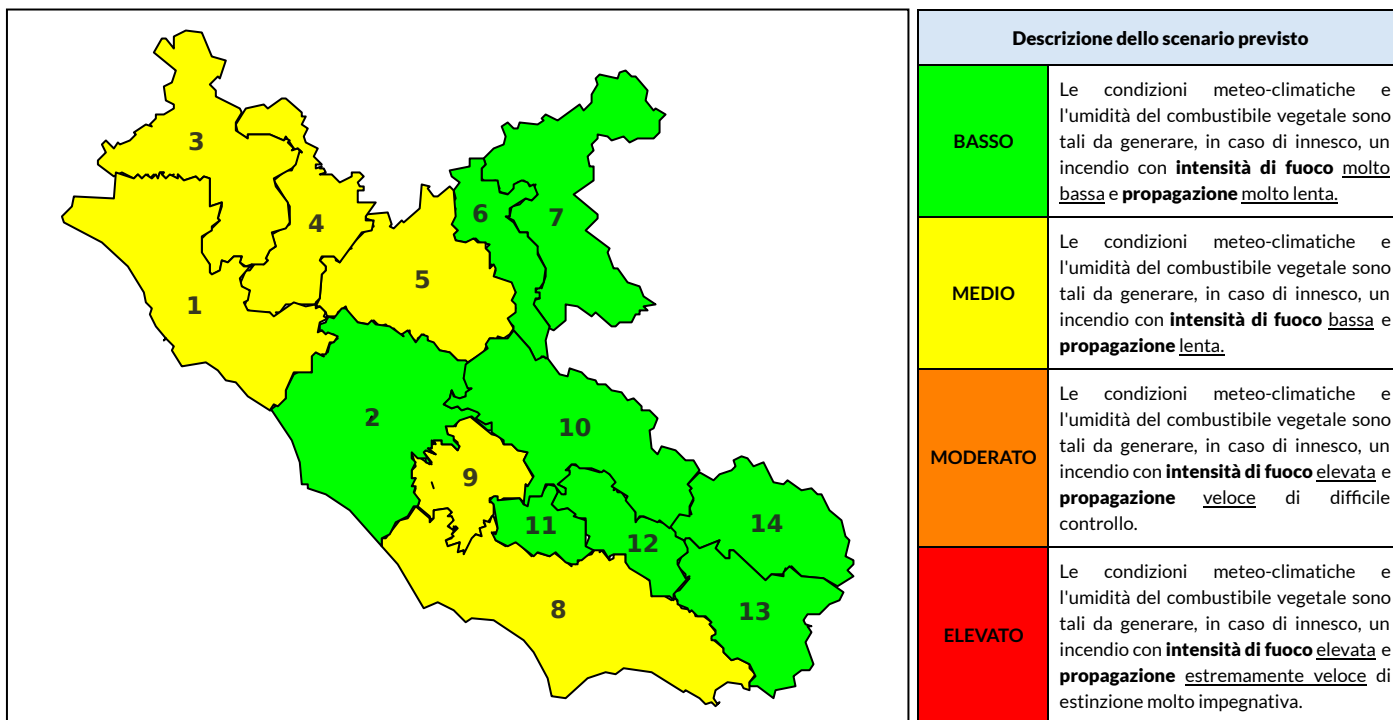 3
4
6
7
5
1
2
10
9
14
11
12
8
13
Descrizione dello scenario previsto
BASSO
Le condizioni meteo-climatiche e
l'umidità del combustibile vegetale sono
tali da generare, in caso di innesco, un
incendio con intensità di fuoco molto
bassa e propagazione molto lenta.
MEDIO
Le condizioni meteo-climatiche e
l'umidità del combustibile vegetale sono
tali da generare, in caso di innesco, un
incendio con intensità di fuoco bassa e
propagazione lenta.
MODERATO
Le condizioni meteo-climatiche e
l'umidità del combustibile vegetale sono
tali da generare, in caso di innesco, un
incendio con intensità di fuoco elevata e
propagazione veloce di difficile
controllo.
ELEVATO
Le condizioni meteo-climatiche e
l'umidità del combustibile vegetale sono
tali da generare, in caso di innesco, un
incendio con intensità di fuoco elevata e
propagazione estremamente veloce di
estinzione molto impegnativa.